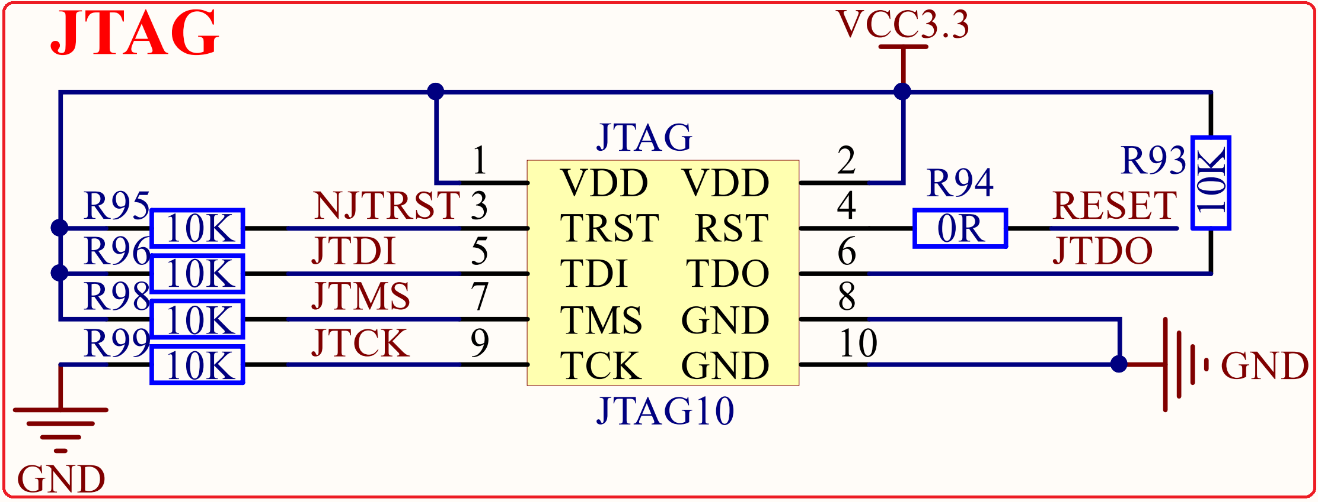 JTAG
VCC3.3
JTAG
1 2
VDD VDD
R93 10K
R95 10K NJTRST 3 TRST RST 4 R94 0R RESET
R96 10K JTDI 5 TDI TDO 6 JTDO
R98 10K JTMS 7 TMS GND 8
R99 10K JTCK 9 TCK GND 10
GND
JTAG10
GND